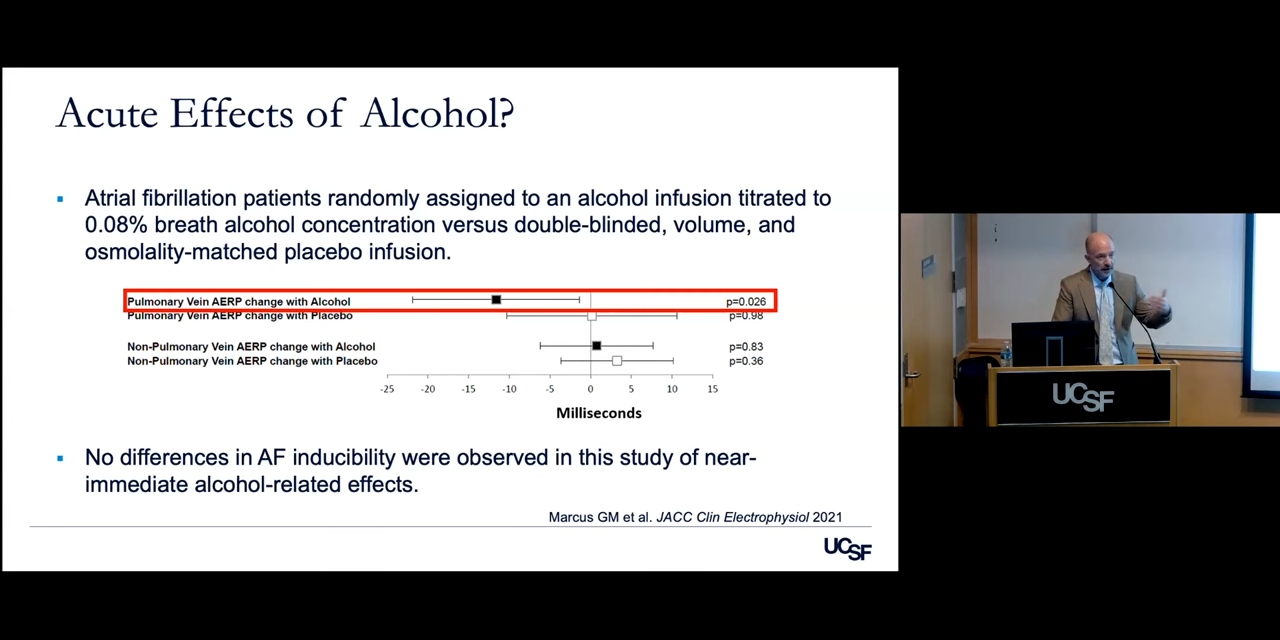 Acute Effects of Alcohol?
Atrial fibrillation patients randomly assigned to an alcohol infusion titrated to
0.08% breath alcohol concentration versus double-blinded, volume, and
osmolality-matched placebo infusion.
Pulmonary Vein AERP change with Alcohol p=0.026
Pulmonary Vein AERP change with Placebo p=0.98
Non-Pulmonary Vein AERP change with Alcohol p=0.83
Non-Pulmonary Vein AERP change with Placebo p=0.36
-25 -20 -15 -10 -5 0 5 10 15
Milliseconds
No differences in AF inducibility were observed in this study of near-
immediate alcohol-related effects.
Marcus GM et al. JACC Clin Electrophysiol 2021
UCSF
UCSF